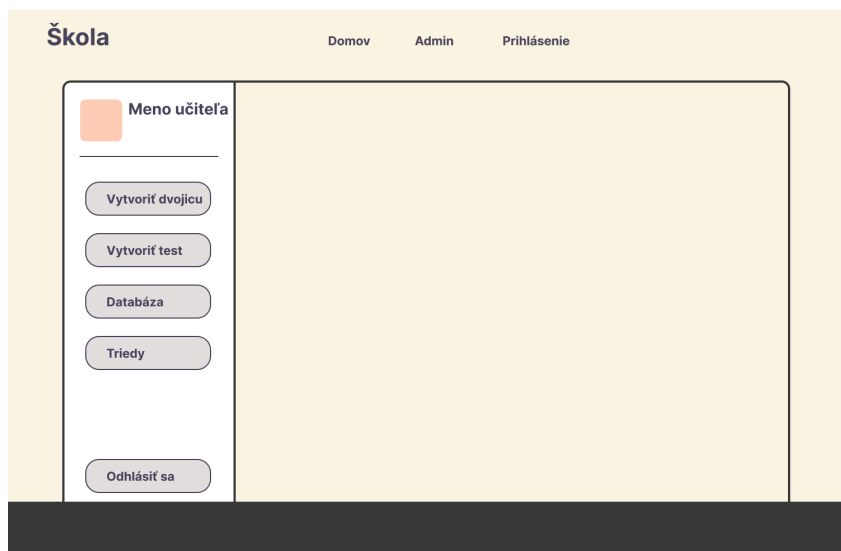 Škola
Domov Admin Prihlásenie
Meno učiteľa
Vytvoriť dvojicu
Vytvoriť test
Databáza
Triedy
Odhlásiť sa